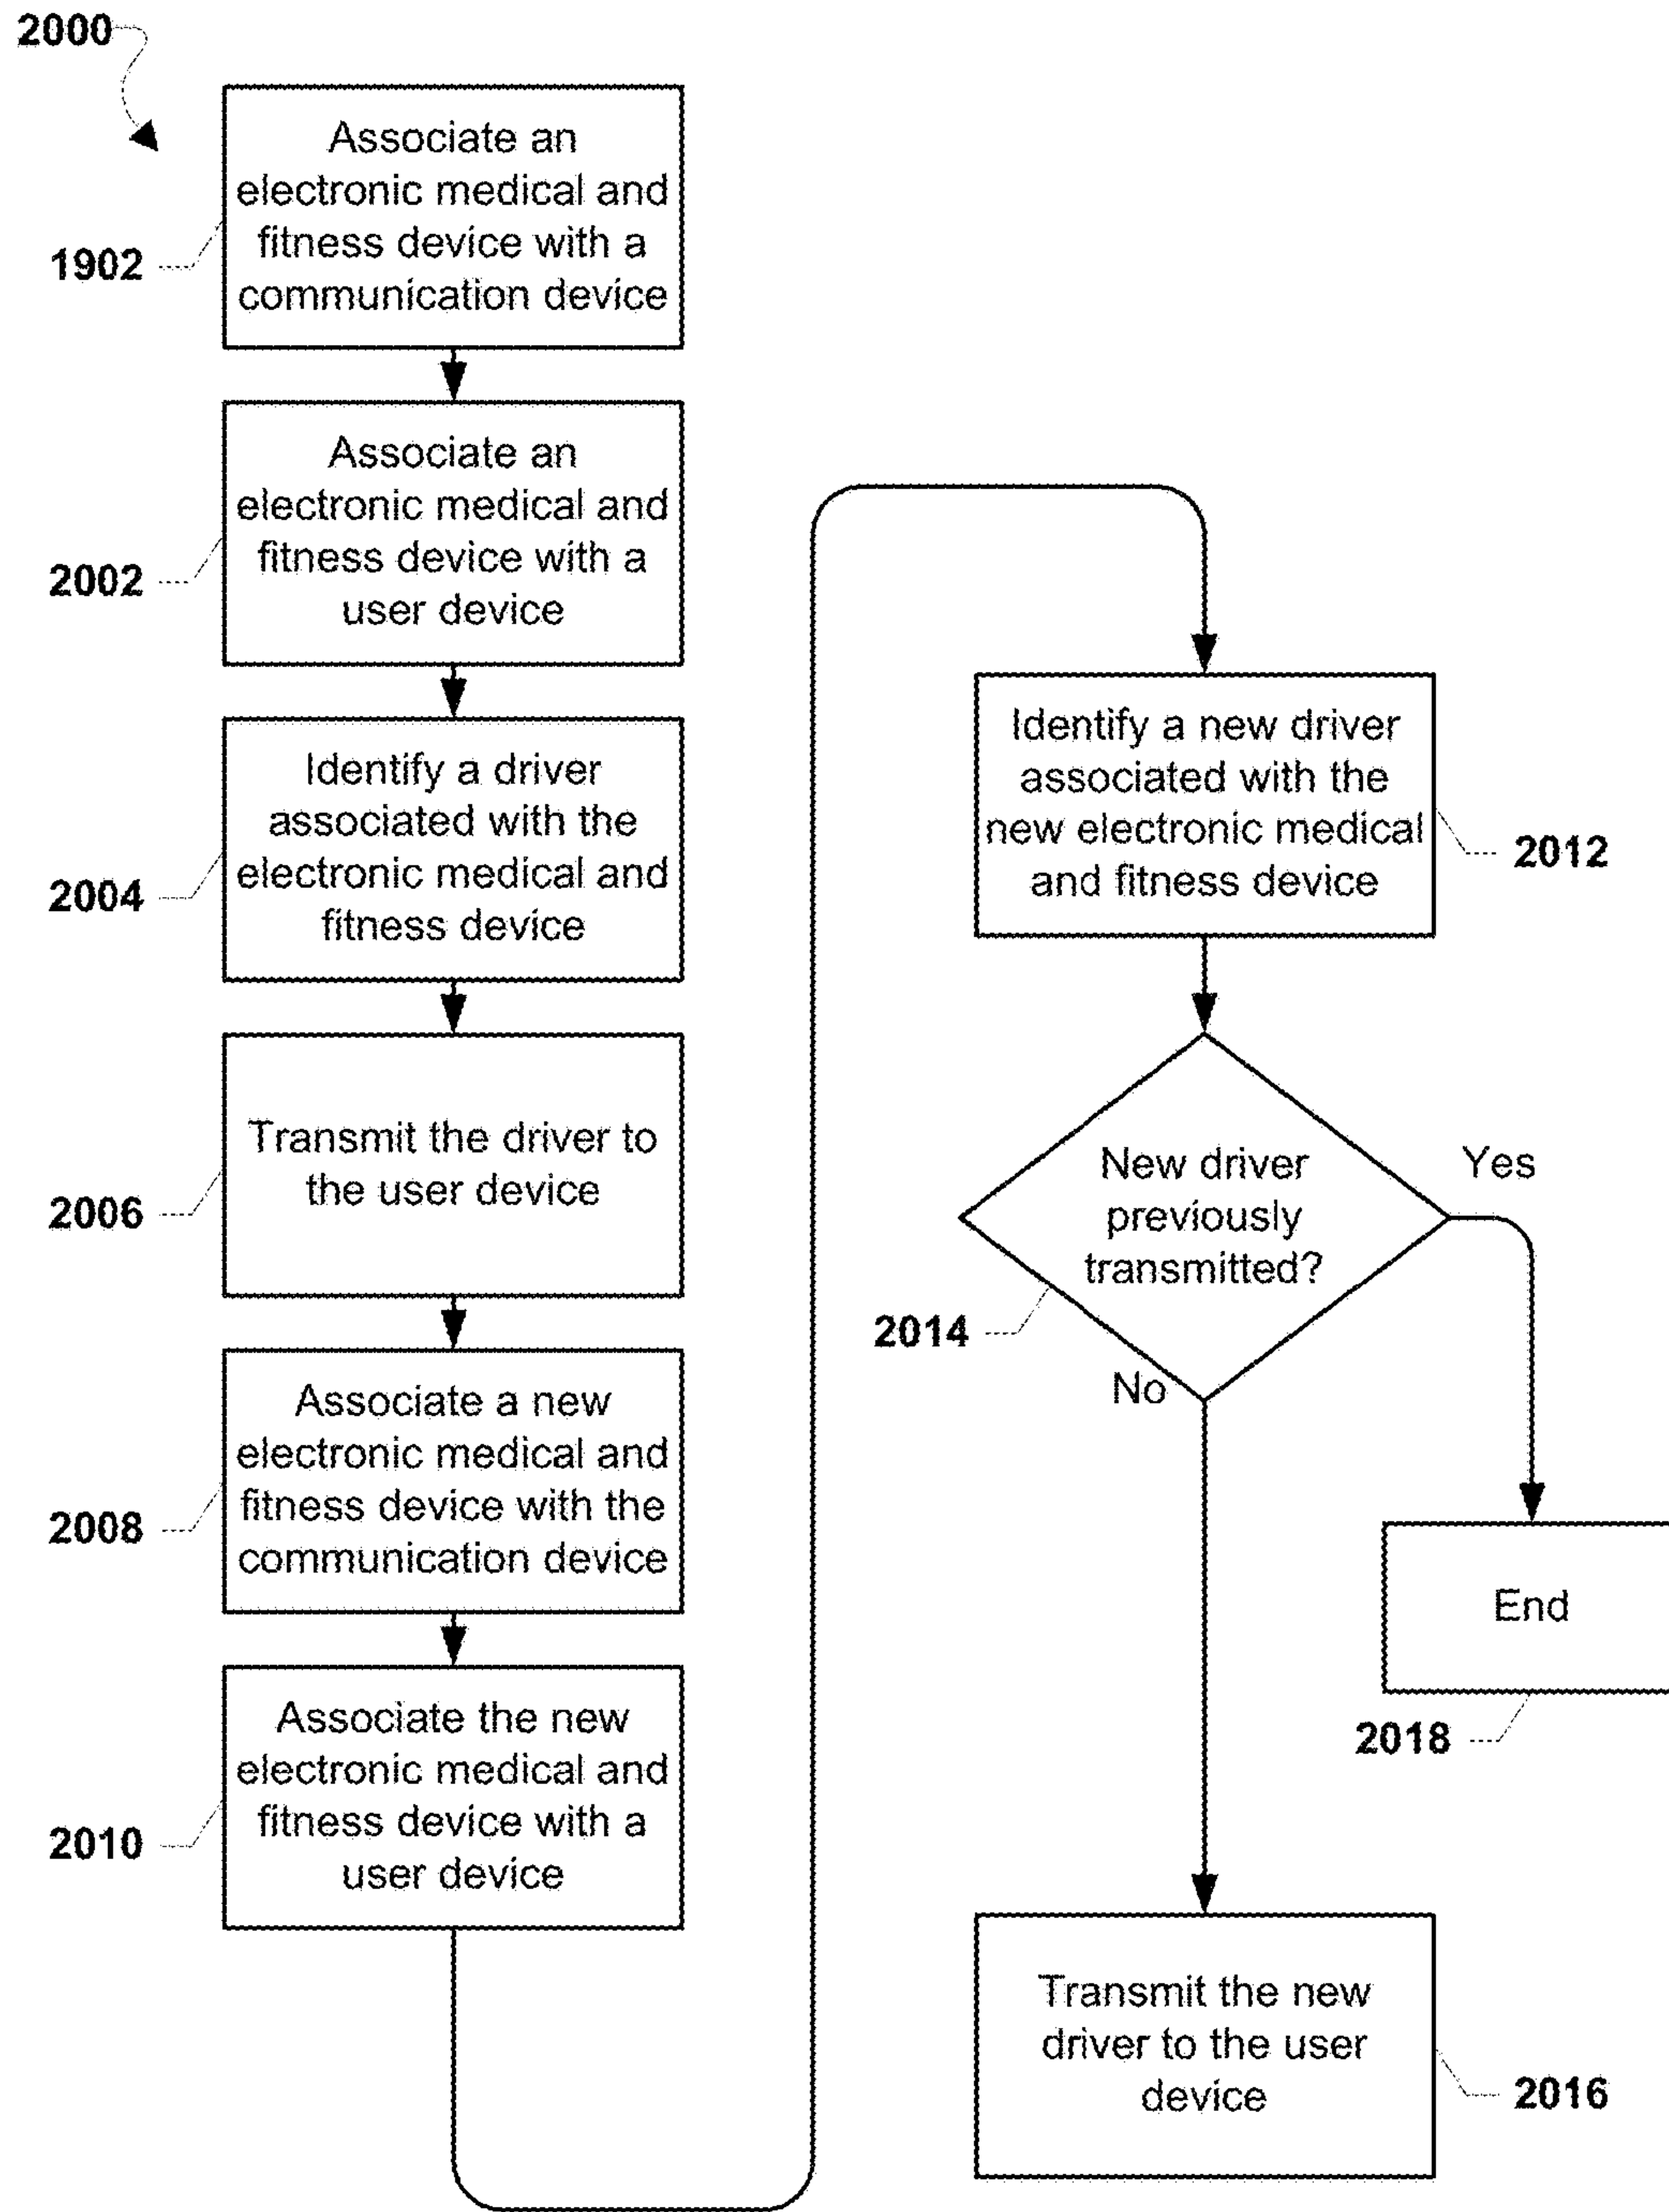 2000
Associate an
electronic medical and
fitness device with a
communication device
1902
Associate an
electronic medical and
fitness device with a
user device
2002
Identify a driver
associated with the
electronic medical and
fitness device
2004
Transmit the driver to
the user device
2006
Associate a new
electronic medical and
fitness device with the
communication device
2008
Associate the new
electronic medical and
fitness device with a
user device
2010
Identify a new driver
associated with the
new electronic medical
and fitness device
2012
New driver
previously
transmitted?
Yes
2014
No
End
2018
Transmit the new
driver to the user
device
2016